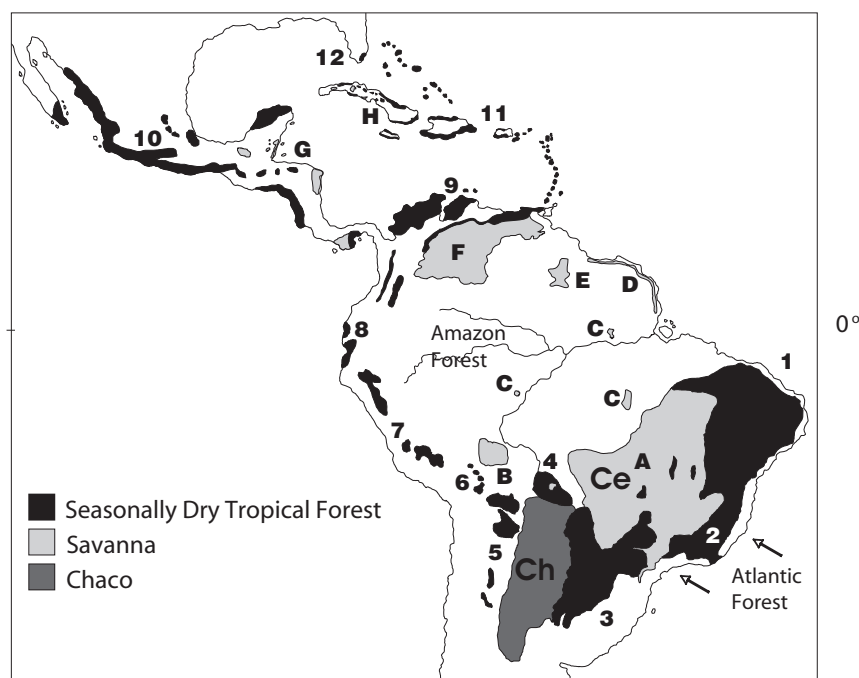 12
11
H
10
G
9
F
E
D
8
C
0°
Amazon
Forest
1
C
C
7
4
A
Ce
B
6
Seasonally Dry Tropical Forest
Savanna
Chaco
2
5
Ch
Atlantic
Forest
3